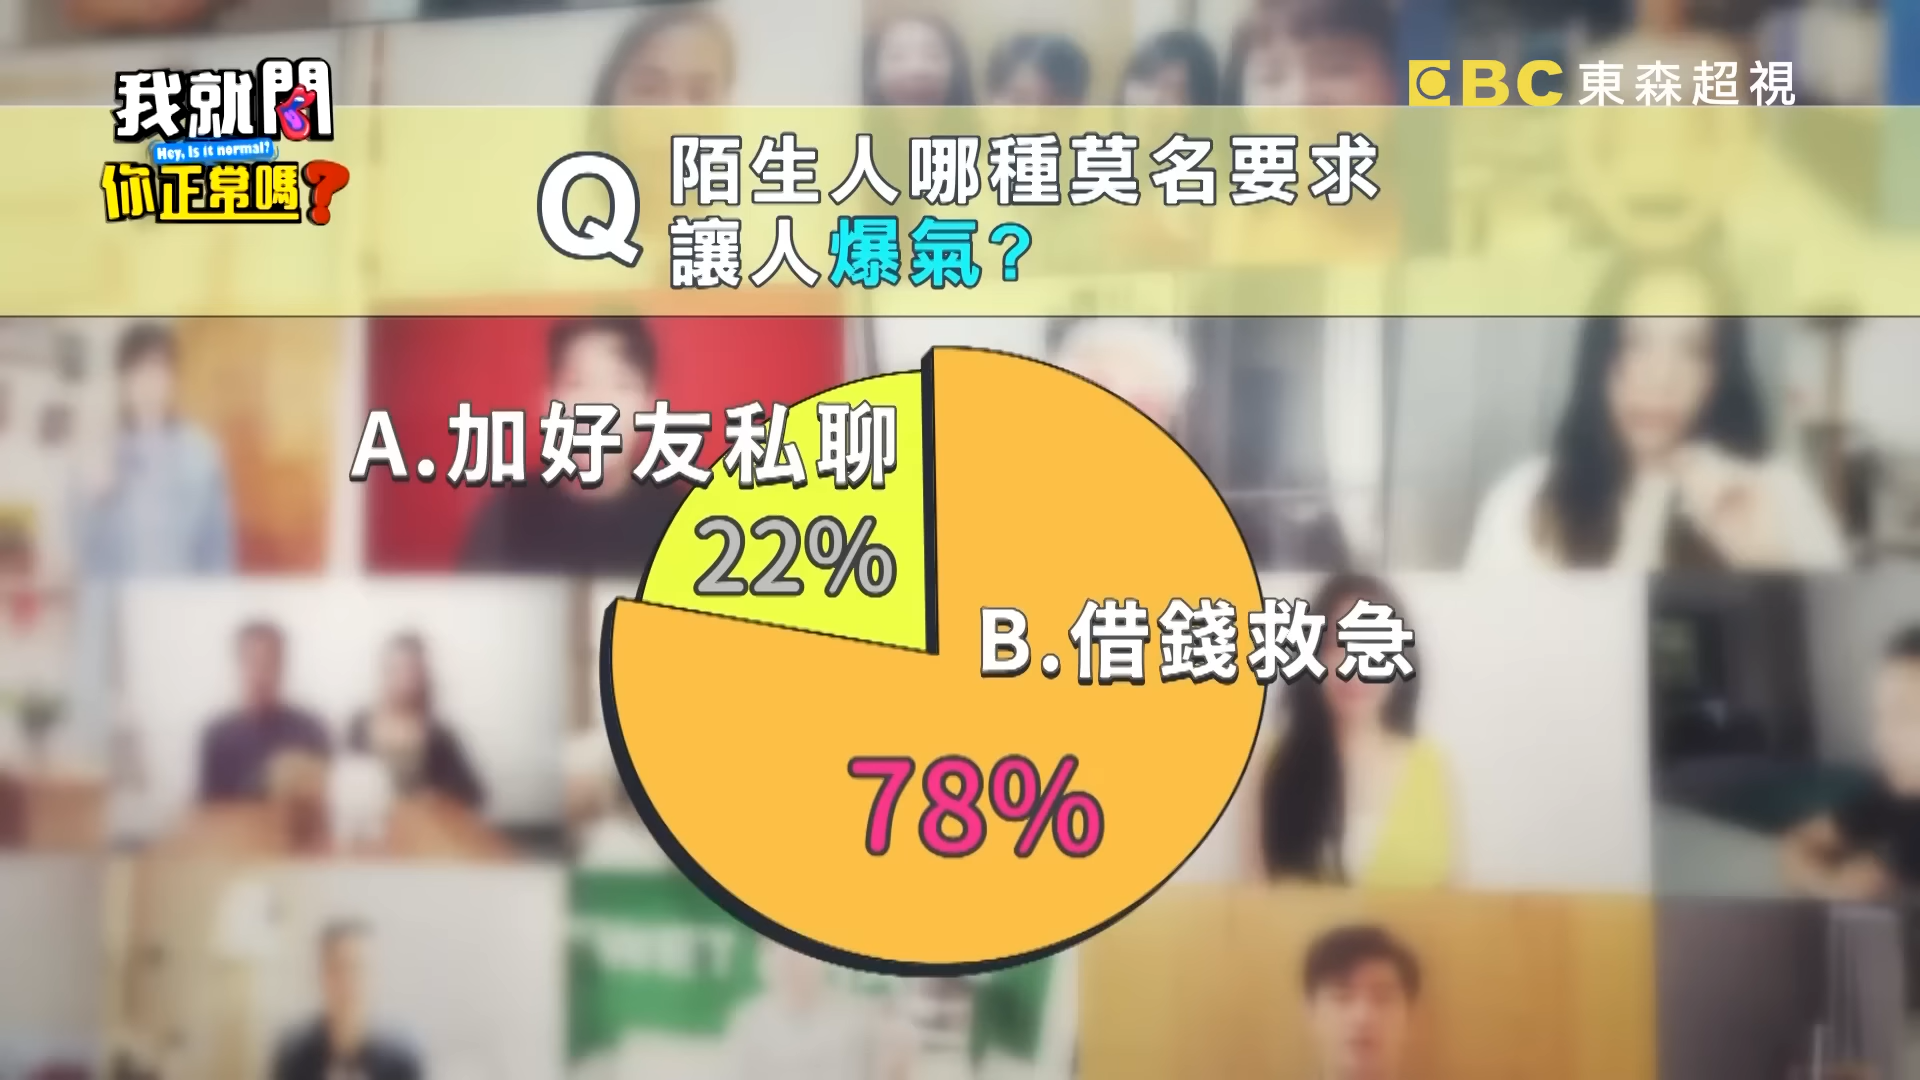 我就問
Hey, is it normal?
你正常嗎?
EBC 東森超視
Q 陌生人哪種莫名要求
讓人爆氣?
A.加好友私聊
22%
B.借錢救急
78%